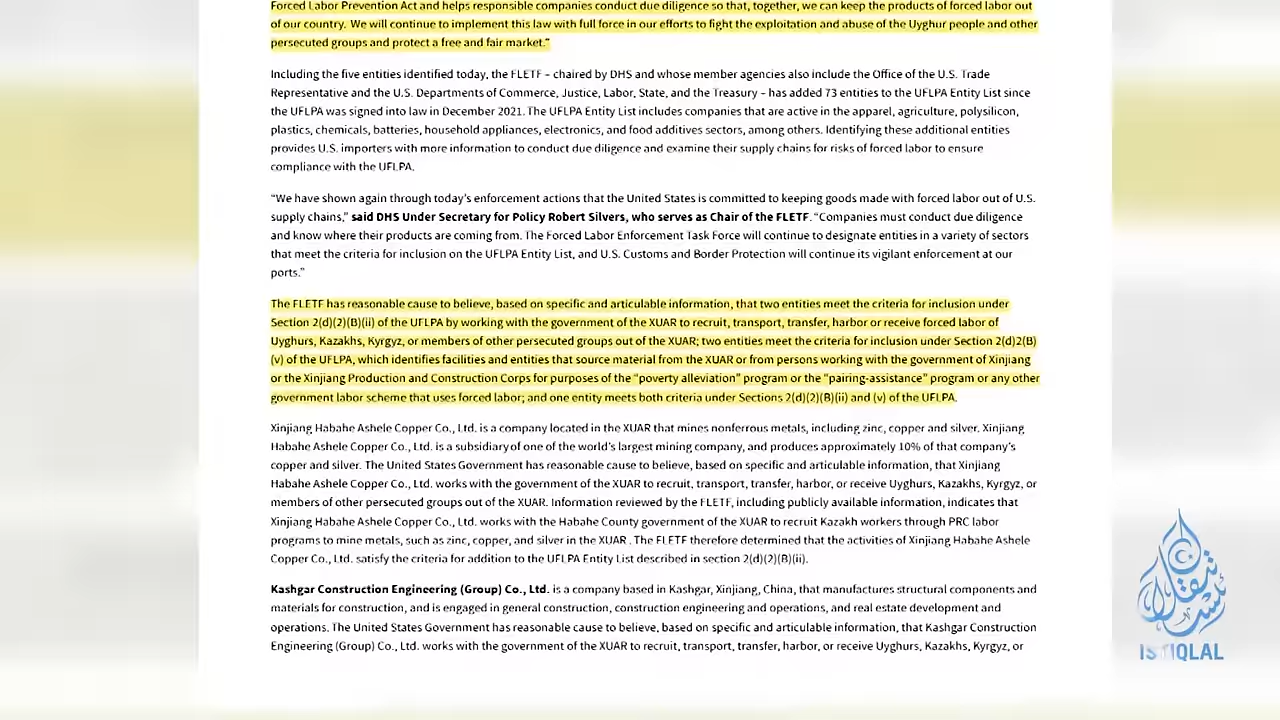 Forced Labor Prevention Act and helps responsible companies conduct due diligence so that, together, we can keep the products of forced labor out
of our country. We will continue to implement this law with full force in our efforts to fight the exploitation and abuse of the Uyghur people and other
persecuted groups and protect a free and fair market."
Including the five entities identified today, the FLETF – chaired by DHS and whose member agencies also include the Office of the U.S. Trade
Representative and the U.S. Departments of Commerce, Justice, Labor, State, and the Treasury – has added 73 entities to the UFLPA Entity List since
the UFLPA was signed into law in December 2021. The UFLPA Entity List includes companies that are active in the apparel, agriculture, polysilicon,
plastics, chemicals, batteries, household appliances, electronics, and food additives sectors, among others. Identifying these additional entities
provides U.S. importers with more information to conduct due diligence and examine their supply chains for risks of forced labor to ensure
compliance with the UFLPA.
“We have shown again through today’s enforcement actions that the United States is committed to keeping goods made with forced labor out of U.S.
supply chains,” said DHS Under Secretary for Policy Robert Silvers, who serves as Chair of the FLETF. “Companies must conduct due diligence
and know where their products are coming from. The Forced Labor Enforcement Task Force will continue to designate entities in a variety of sectors
that meet the criteria for inclusion on the UFLPA Entity List, and U.S. Customs and Border Protection will continue its vigilant enforcement at our
ports.”
The FLETF has reasonable cause to believe, based on specific and articulable information, that two entities meet the criteria for inclusion under
Section 2(d)(2)(B)(ii) of the UFLPA by working with the government of the XUAR to recruit, transport, transfer, harbor or receive forced labor of
Uyghurs, Kazakhs, Kyrgyz, or members of other persecuted groups out of the XUAR; two entities meet the criteria for inclusion under Section 2(d)2(B)
(v) of the UFLPA, which identifies facilities and entities that source material from the XUAR or from persons working with the government of Xinjiang
or the Xinjiang Production and Construction Corps for purposes of the “poverty alleviation” program or the “pairing-assistance” program or any other
government labor scheme that uses forced labor; and one entity meets both criteria under Sections 2(d)(2)(B)(ii) and (v) of the UFLPA.
Xinjiang Habahe Ashele Copper Co., Ltd. is a company located in the XUAR that mines nonferrous metals, including zinc, copper and silver. Xinjiang
Habahe Ashele Copper Co., Ltd. is a subsidiary of one of the world’s largest mining company, and produces approximately 10% of that company’s
copper and silver. The United States Government has reasonable cause to believe, based on specific and articulable information, that Xinjiang
Habahe Ashele Copper Co., Ltd. works with the government of the XUAR to recruit, transport, transfer, harbor, or receive Uyghurs, Kazakhs, Kyrgyz, or
members of other persecuted groups out of the XUAR. Information reviewed by the FLETF, including publicly available information, indicates that
Xinjiang Habahe Ashele Copper Co., Ltd. works with the Habahe County government of the XUAR to recruit Kazakh workers through PRC labor
programs to mine metals, such as zinc, copper, and silver in the XUAR . The FLETF therefore determined that the activities of Xinjiang Habahe Ashele
Copper Co., Ltd. satisfy the criteria for addition to the UFLPA Entity List described in section 2(d)(2)(B)(ii).
Kashgar Construction Engineering (Group) Co., Ltd. is a company based in Kashgar, Xinjiang, China, that manufactures structural components and
materials for construction, and is engaged in general construction, construction engineering and operations, and real estate development and
operations. The United States Government has reasonable cause to believe, based on specific and articulable information, that Kashgar Construction
Engineering (Group) Co., Ltd. works with the government of the XUAR to recruit, transport, transfer, harbor, or receive Uyghurs, Kazakhs, Kyrgyz, or
ISTIQLAL